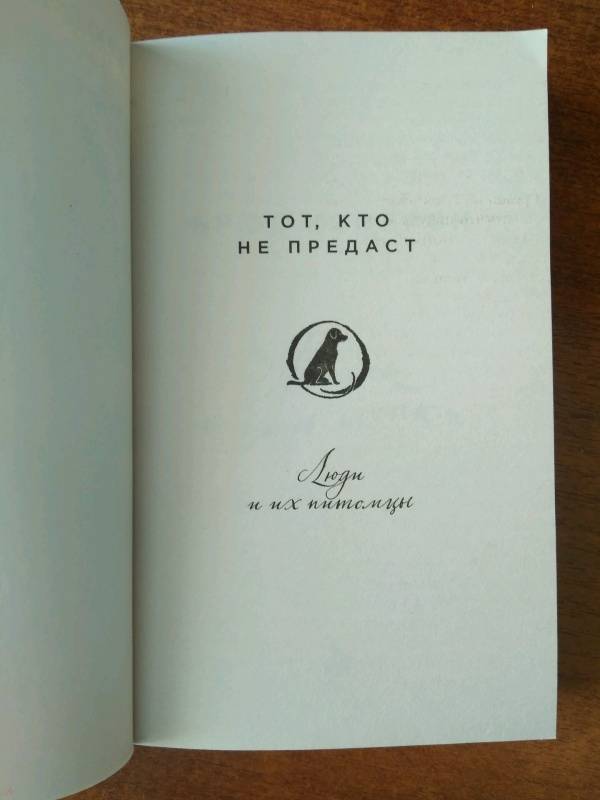 ТОТ, КТО
НЕ ПРЕДАСТ
Люди
и их питомцы